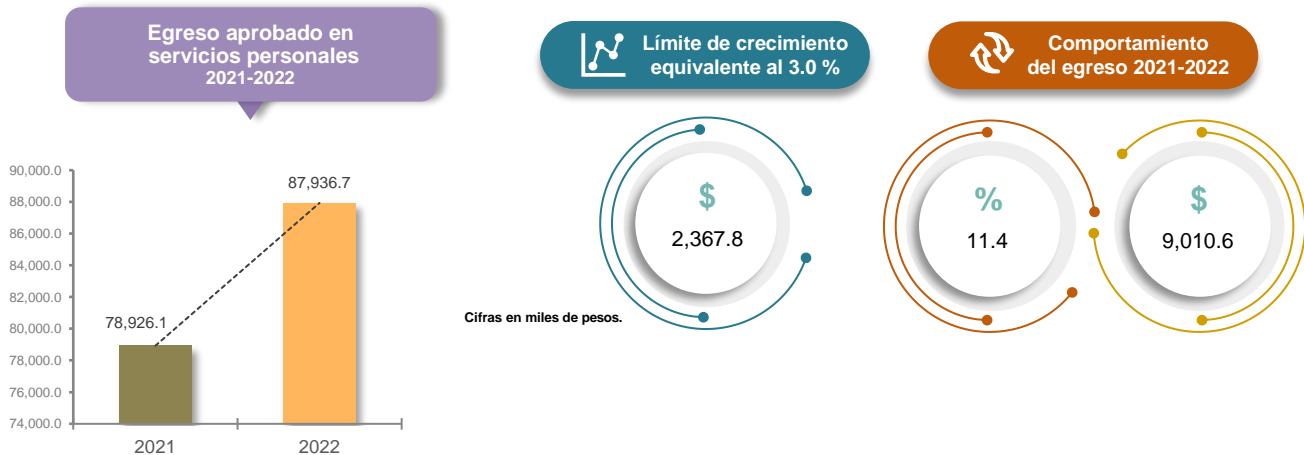 Egreso aprobado en
servicios personales
2021-2022
Límite de crecimiento
equivalente al 3.0 %
Comportamiento
del egreso 2021-2022
90,000.0
88,000.0
86,000.0
84,000.0
82,000.0
80,000.0
78,000.0
76,000.0
74,000.0
78,926.1
87,936.7
2021
2022
Cifras en miles de pesos.
$
2,367.8
%
11.4
$
9,010.6